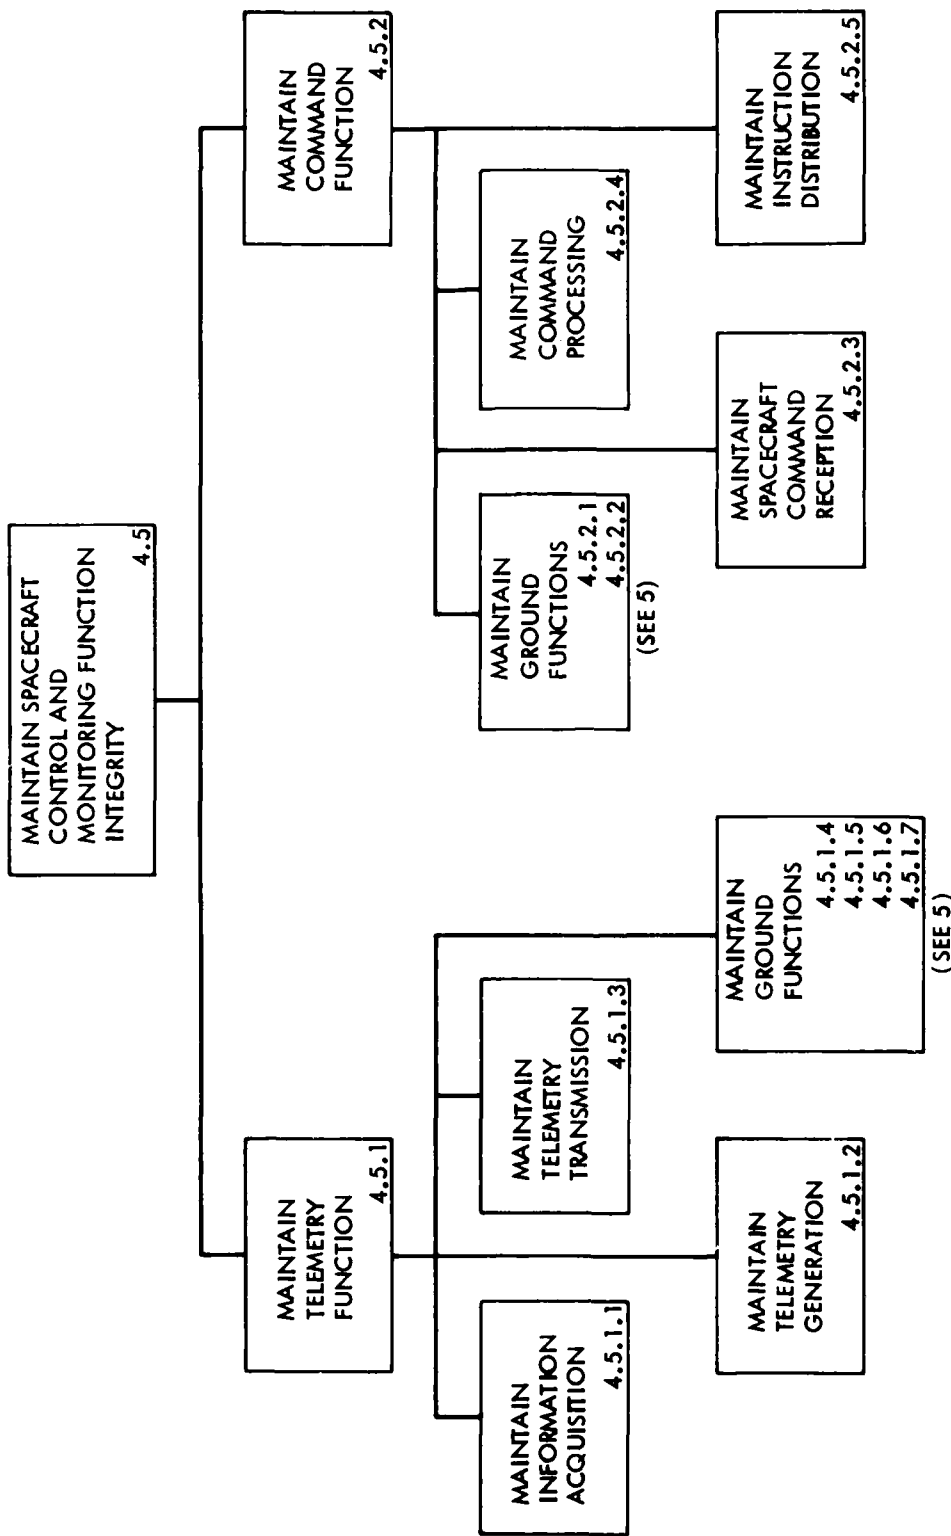 MAINTAIN SPACECRAFT
CONTROL AND
MONITORING FUNCTION
INTEGRITY
4.5
MAINTAIN
TELEMETRY
FUNCTION
4.5.1
MAINTAIN
COMMAND
FUNCTION
4.5.2
MAINTAIN
INFORMATION
ACQUISITION
4.5.1.1
MAINTAIN
TELEMETRY
TRANSMISSION
4.5.1.3
MAINTAIN
GROUND
FUNCTIONS
4.5.2.1
4.5.2.2
(SEE 5)
MAINTAIN
COMMAND
PROCESSING
4.5.2.4
MAINTAIN
TELEMETRY
GENERATION
4.5.1.2
MAINTAIN
GROUND
FUNCTIONS
4.5.1.4
4.5.1.5
4.5.1.6
4.5.1.7
(SEE 5)
MAINTAIN
SPACECRAFT
COMMAND
RECEPTION
4.5.2.3
MAINTAIN
INSTRUCTION
DISTRIBUTION
4.5.2.5